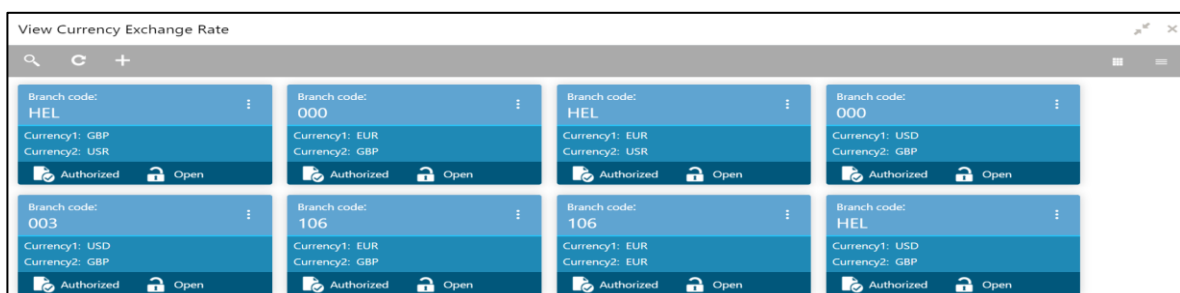 View Currency Exchange Rate
Branch code:
HEL
Currency1: GBP
Currency2: USR
Authorized Open
Branch code:
000
Currency1: EUR
Currency2: GBP
Authorized Open
Branch code:
HEL
Currency1: EUR
Currency2: USR
Authorized Open
Branch code:
000
Currency1: USD
Currency2: GBP
Authorized Open
Branch code:
003
Currency1: USD
Currency2: GBP
Authorized Open
Branch code:
106
Currency1: EUR
Currency2: GBP
Authorized Open
Branch code:
106
Currency1: EUR
Currency2: EUR
Authorized Open
Branch code:
HEL
Currency1: USD
Currency2: GBP
Authorized Open